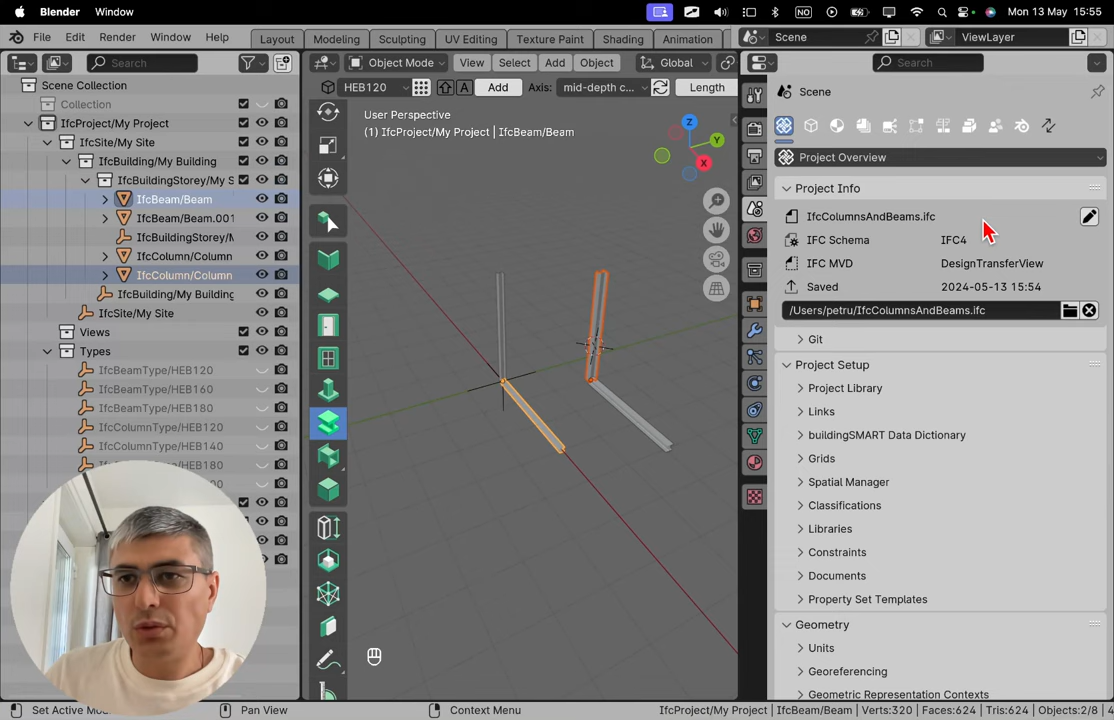 Blender Window NO Mon 13 May 15:55
File Edit Render Window Help Layout Modeling Sculpting UV Editing Texture Paint Shading Animation Scene ViewLayer
Search Object Mode View Select Add Object Global Search
Scene Collection HEB120 A Add Axis: mid-depth c... Length Scene
Collection User Perspective
IfcProject/My Project (1) IfcProject/My Project | IfcBeam/Beam Z Y X
IfcSite/My Site
IfcBuilding/My Building Project Overview
IfcBuildingStorey/My S Project Info
IfcBeam/Beam
IfcBeam/Beam.001 IfcColumnsAndBeams.ifc
IfcBuildingStorey/M IFC Schema IFC4
IfcColumn/Column IFC MVD DesignTransferView
IfcColumn/Column Saved 2024-05-13 15:54
IfcBuilding/My Building /Users/petru/IfcColumnsAndBeams.ifc
IfcSite/My Site
Views Git
Types Project Setup
IfcBeamType/HEB120 Project Library
IfcBeamType/HEB160 Links
IfcBeamType/HEB180 buildingSMART Data Dictionary
IfcColumnType/HEB120 Grids
IfcColumnType/HEB140 Spatial Manager
HEB180 Classifications
Libraries
Constraints
Documents
Property Set Templates
Geometry
Units
Georeferencing
Geometric Representation Contexts
Set Active Mo Pan View Context Menu IfcProject/My Project | IfcBeam/Beam | Verts:320 | Faces:624 | Tris:624 | Objects:2/8 | 4